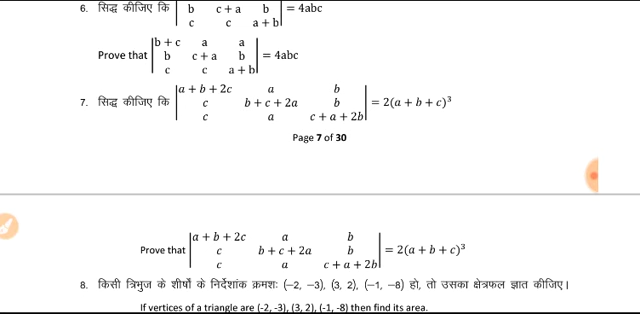 6. सिद्ध कीजिए कि | b c + a b | = 4abc
c c a + b
b + c a a
Prove that | b c + a b | = 4abc
c c a + b
a + b + 2c a b
7. सिद्ध कीजिए कि | c b + c + 2a b | = 2(a + b + c)³
c a c + a + 2b
Page 7 of 30
a + b + 2c a b
Prove that | c b + c + 2a b | = 2(a + b + c)³
c a c + a + 2b
8. किसी त्रिभुज के शीर्षों के निर्देशांक क्रमशः (−2, −3), (3, 2), (−1, −8) हो, तो उसका क्षेत्रफल ज्ञात कीजिए।
If vertices of a triangle are (-2, -3), (3, 2), (-1, -8) then find its area.